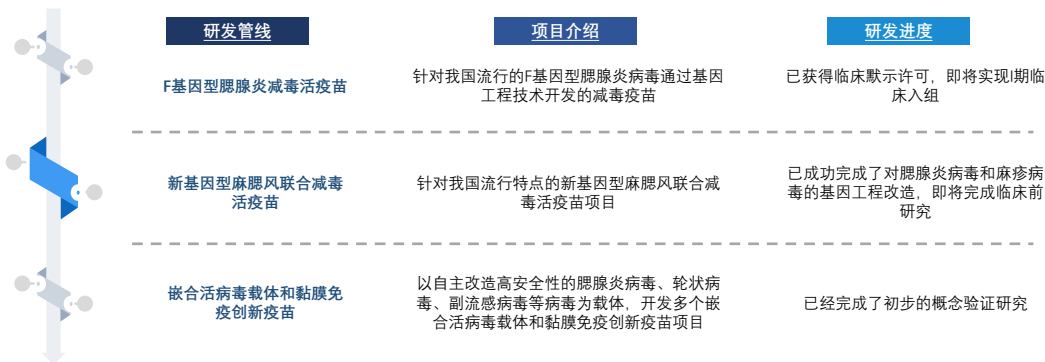 研发管线
项目介绍
研发进度
F基因型腮腺炎减毒活疫苗
针对我国流行的F基因型腮腺炎病毒通过基因
工程技术开发的减毒疫苗
已获得临床默示许可，即将实现I期临
床入组
新基因型麻腮风联合减毒
活疫苗
针对我国流行特点的新基因型麻腮风联合减
毒活疫苗项目
已成功完成了对腮腺炎病毒和麻疹病
毒的基因工程改造，即将完成临床前
研究
嵌合活病毒载体和黏膜免
疫创新疫苗
以自主改造高安全性的腮腺炎病毒、轮状病
毒、副流感病毒等病毒为载体，开发多个嵌
合活病毒载体和黏膜免疫创新疫苗项目
已经完成了初步的概念验证研究